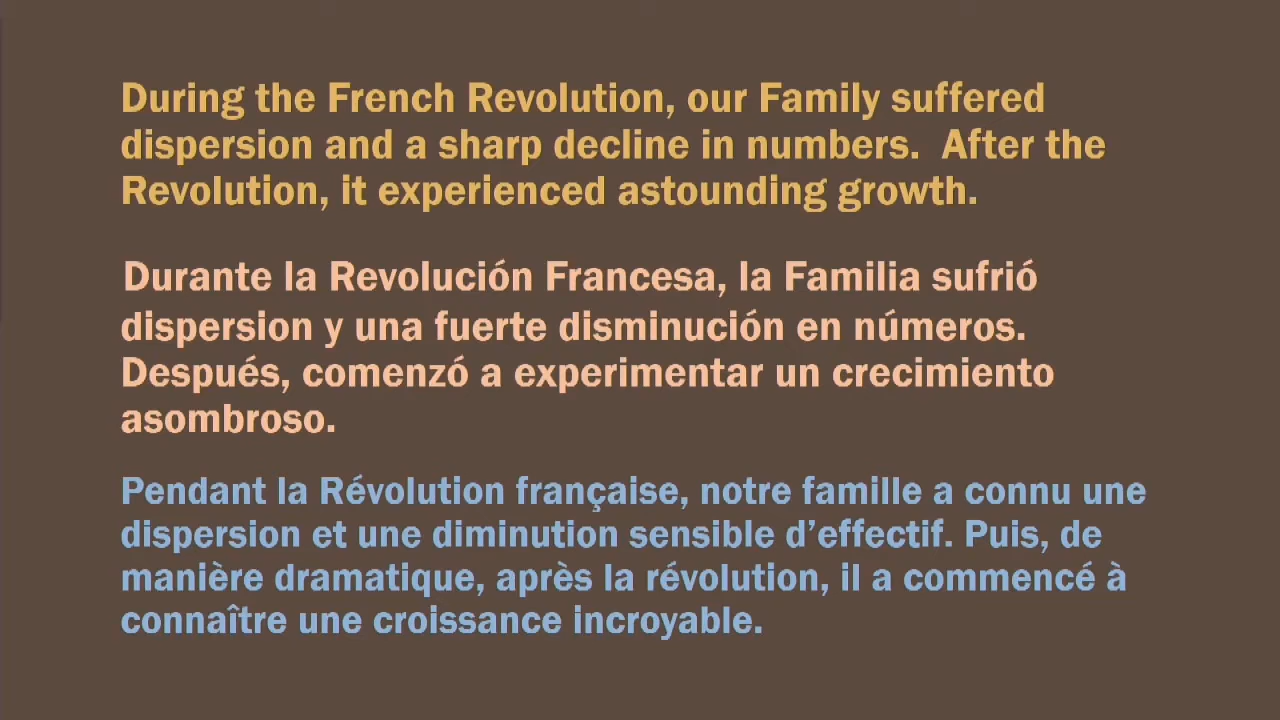 During the French Revolution, our Family suffered
dispersion and a sharp decline in numbers.  After the
Revolution, it experienced astounding growth.
Durante la Revolución Francesa, la Familia sufrió
dispersion y una fuerte disminución en números.
Después, comenzó a experimentar un crecimiento
asombroso.
Pendant la Révolution française, notre famille a connu une
dispersion et une diminution sensible d’effectif. Puis, de
manière dramatique, après la révolution, il a commencé à
connaître une croissance incroyable.